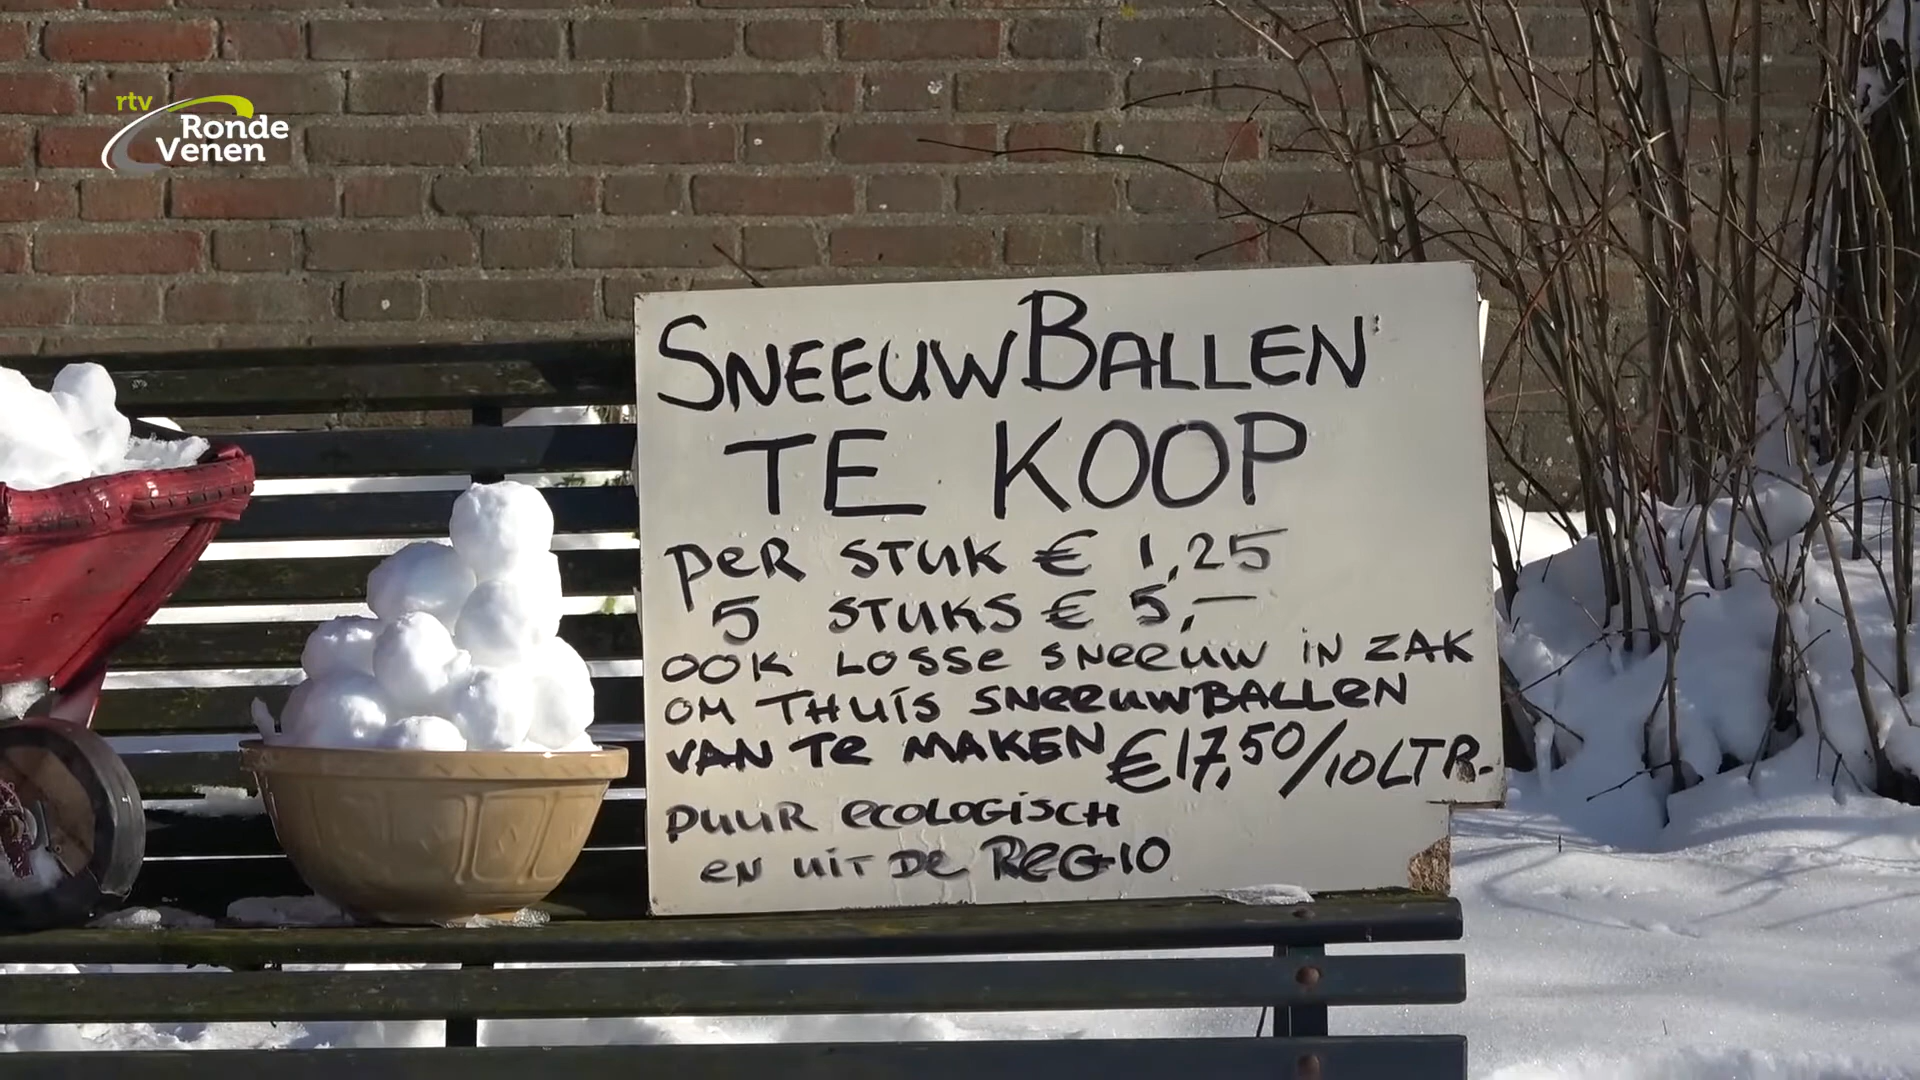 rtv
Ronde
Venen
SNEEUWBALLEN
TE KOOP
PER STUK € 1,25
5 STUKS € 5,—
OOK LOSSE SNEEUW IN ZAK
OM THUIS SNEEUWBALLEN
VAN TE MAKEN €17,50/10LTR.
PUUR ECOLOGISCH
EN UIT DE REGIO